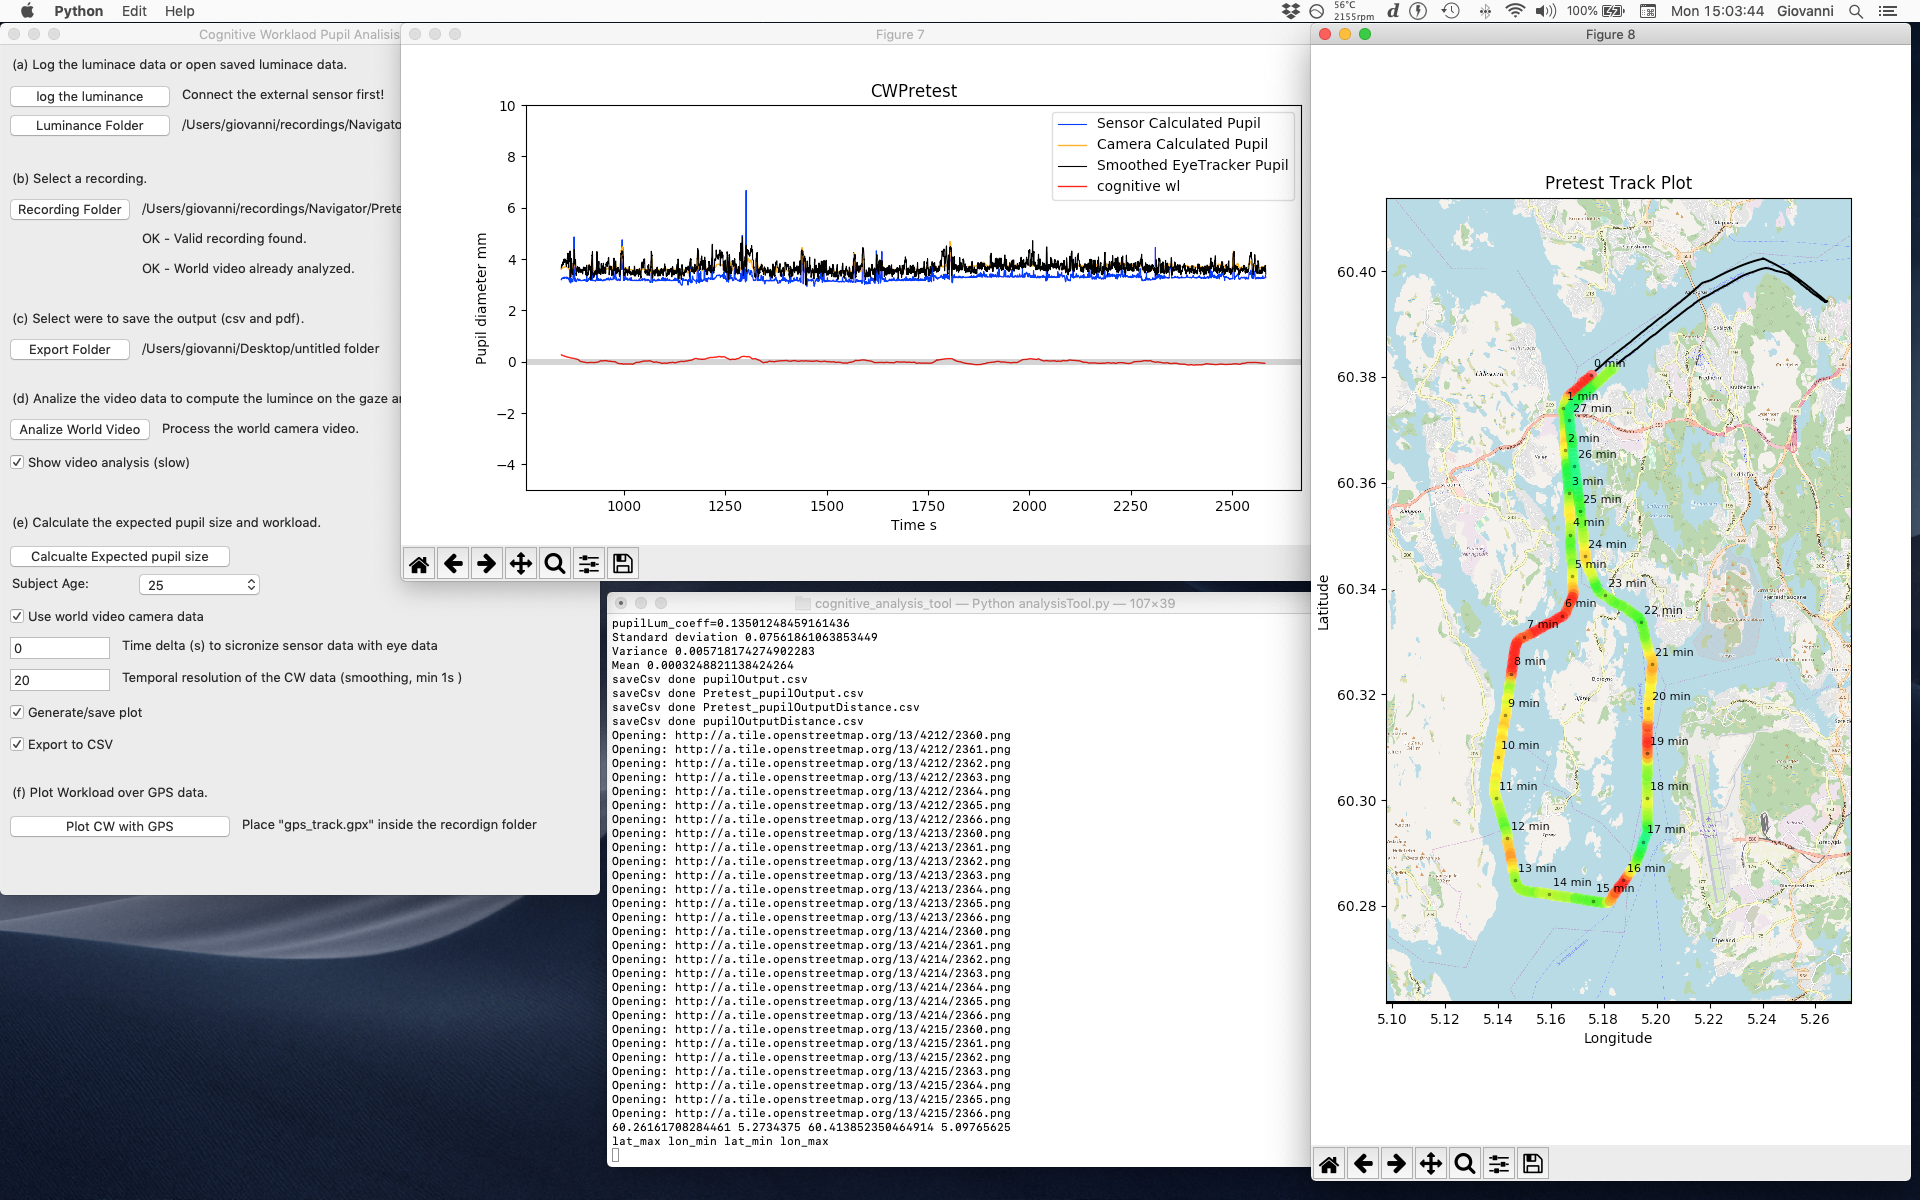 Python Edit Help
56°C
2155rpm
100%
Mon 15:03:44 Giovanni
Cognitive Worklaod Pupil Analisis
(a) Log the luminace data or open saved luminace data.
log the luminance Connect the external sensor first!
Luminance Folder /Users/giovanni/recordings/Navigato
(b) Select a recording.
Recording Folder /Users/giovanni/recordings/Navigator/Prete
OK - Valid recording found.
OK - World video already analyzed.
(c) Select were to save the output (csv and pdf).
Export Folder /Users/giovanni/Desktop/untitled folder
(d) Analize the video data to compute the lumince on the gaze ar
Analize World Video Process the world camera video.
Show video analysis (slow)
(e) Calculate the expected pupil size and workload.
Calcualte Expected pupil size
Subject Age: 25
Use world video camera data
0 Time delta (s) to sicronize sensor data with eye data
20 Temporal resolution of the CW data (smoothing, min 1s )
Generate/save plot
Export to CSV
(f) Plot Workload over GPS data.
Plot CW with GPS Place "gps_track.gpx" inside the recordign folder
Figure 7
CWPretest
Sensor Calculated Pupil
Camera Calculated Pupil
Smoothed EyeTracker Pupil
cognitive wl
Pupil diameter mm
10
8
6
4
2
0
−2
−4
1000 1250 1500 1750 2000 2250 2500
Time s
cognitive_analysis_tool — Python analysisTool.py — 107×39
pupilLum_coeff=0.13501248459161436
Standard deviation 0.07561861063853449
Variance 0.005718174274902283
Mean 0.0003248821138424264
saveCsv done pupilOutput.csv
saveCsv done Pretest_pupilOutput.csv
saveCsv done Pretest_pupilOutputDistance.csv
saveCsv done pupilOutputDistance.csv
Opening: http://a.tile.openstreetmap.org/13/4212/2360.png
Opening: http://a.tile.openstreetmap.org/13/4212/2361.png
Opening: http://a.tile.openstreetmap.org/13/4212/2362.png
Opening: http://a.tile.openstreetmap.org/13/4212/2363.png
Opening: http://a.tile.openstreetmap.org/13/4212/2364.png
Opening: http://a.tile.openstreetmap.org/13/4212/2365.png
Opening: http://a.tile.openstreetmap.org/13/4212/2366.png
Opening: http://a.tile.openstreetmap.org/13/4213/2360.png
Opening: http://a.tile.openstreetmap.org/13/4213/2361.png
Opening: http://a.tile.openstreetmap.org/13/4213/2362.png
Opening: http://a.tile.openstreetmap.org/13/4213/2363.png
Opening: http://a.tile.openstreetmap.org/13/4213/2364.png
Opening: http://a.tile.openstreetmap.org/13/4213/2365.png
Opening: http://a.tile.openstreetmap.org/13/4213/2366.png
Opening: http://a.tile.openstreetmap.org/13/4214/2360.png
Opening: http://a.tile.openstreetmap.org/13/4214/2361.png
Opening: http://a.tile.openstreetmap.org/13/4214/2362.png
Opening: http://a.tile.openstreetmap.org/13/4214/2363.png
Opening: http://a.tile.openstreetmap.org/13/4214/2364.png
Opening: http://a.tile.openstreetmap.org/13/4214/2365.png
Opening: http://a.tile.openstreetmap.org/13/4214/2366.png
Opening: http://a.tile.openstreetmap.org/13/4215/2360.png
Opening: http://a.tile.openstreetmap.org/13/4215/2361.png
Opening: http://a.tile.openstreetmap.org/13/4215/2362.png
Opening: http://a.tile.openstreetmap.org/13/4215/2363.png
Opening: http://a.tile.openstreetmap.org/13/4215/2364.png
Opening: http://a.tile.openstreetmap.org/13/4215/2365.png
Opening: http://a.tile.openstreetmap.org/13/4215/2366.png
60.26161708284461 5.2734375 60.413852350464914 5.09765625
lat_max lon_min lat_min lon_max
Figure 8
Pretest Track Plot
Latitude
60.40
60.38
60.36
60.34
60.32
60.30
60.28
0 min
1 min
27 min
2 min
26 min
3 min
25 min
4 min
24 min
5 min
23 min
6 min
22 min
7 min
21 min
8 min
20 min
9 min
19 min
10 min
18 min
11 min
17 min
12 min
16 min
13 min
14 min
15 min
5.10 5.12 5.14 5.16 5.18 5.20 5.22 5.24 5.26
Longitude